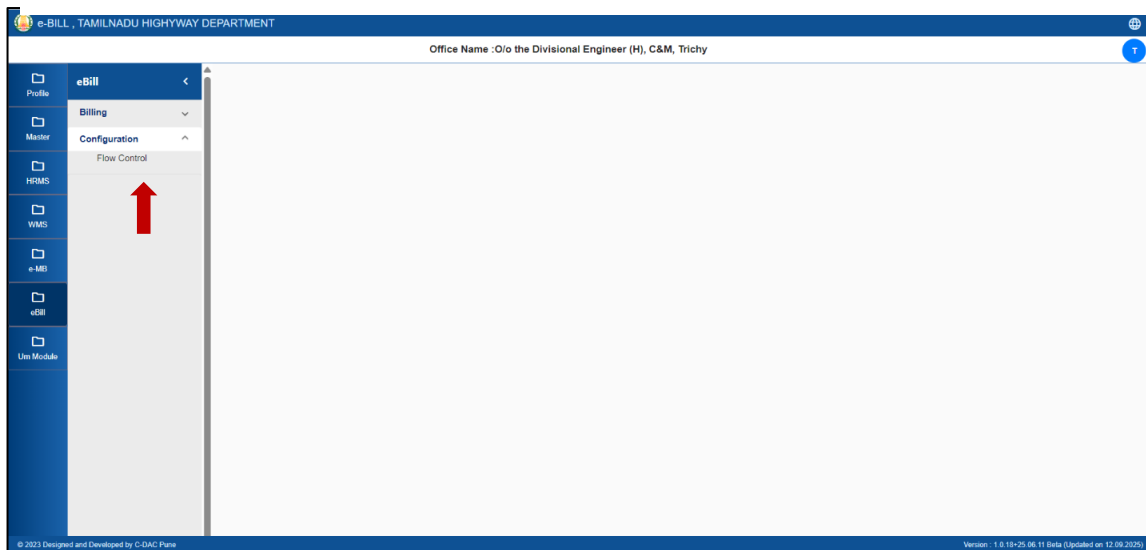 e-BILL , TAMILNADU HIGHYWAY DEPARTMENT
Office Name :O/o the Divisional Engineer (H), C&M, Trichy
T
Profile
Master
HRMS
WMS
e-MB
eBill
Um Module
eBill
Billing
Configuration
Flow Control
© 2023 Designed and Developed by C-DAC Pune
Version : 1.0.18+25.06.11 Beta (Updated on 12.09.2025)